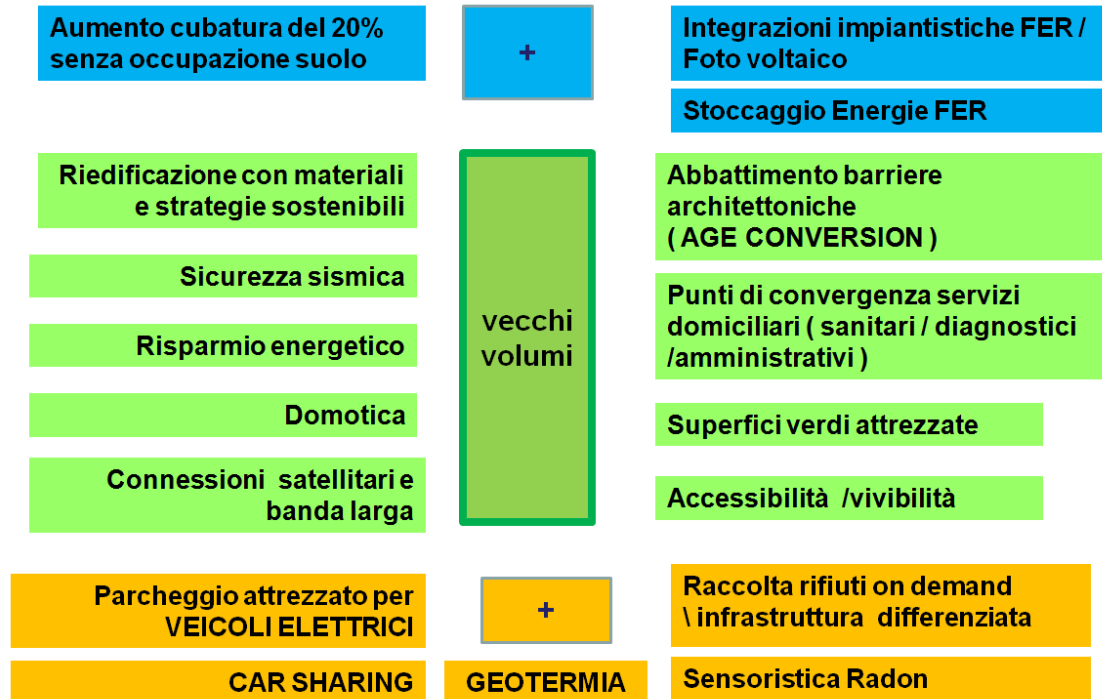 Aumento cubatura del 20%
senza occupazione suolo
+
Integrazioni impiantistiche FER /
Foto voltaico
Stoccaggio Energie FER
Riedificazione con materiali
e strategie sostenibili
Sicurezza sismica
Risparmio energetico
Domotica
Connessioni satellitari e
banda larga
vecchi
volumi
Abbattimento barriere
architettoniche
( AGE CONVERSION )
Punti di convergenza servizi
domiciliari ( sanitari / diagnostici
/amministrativi )
Superfici verdi attrezzate
Accessibilità /vivibilità
Parcheggio attrezzato per
VEICOLI ELETTRICI
+
Raccolta rifiuti on demand
\ infrastruttura differenziata
CAR SHARING
GEOTERMIA
Sensoristica Radon